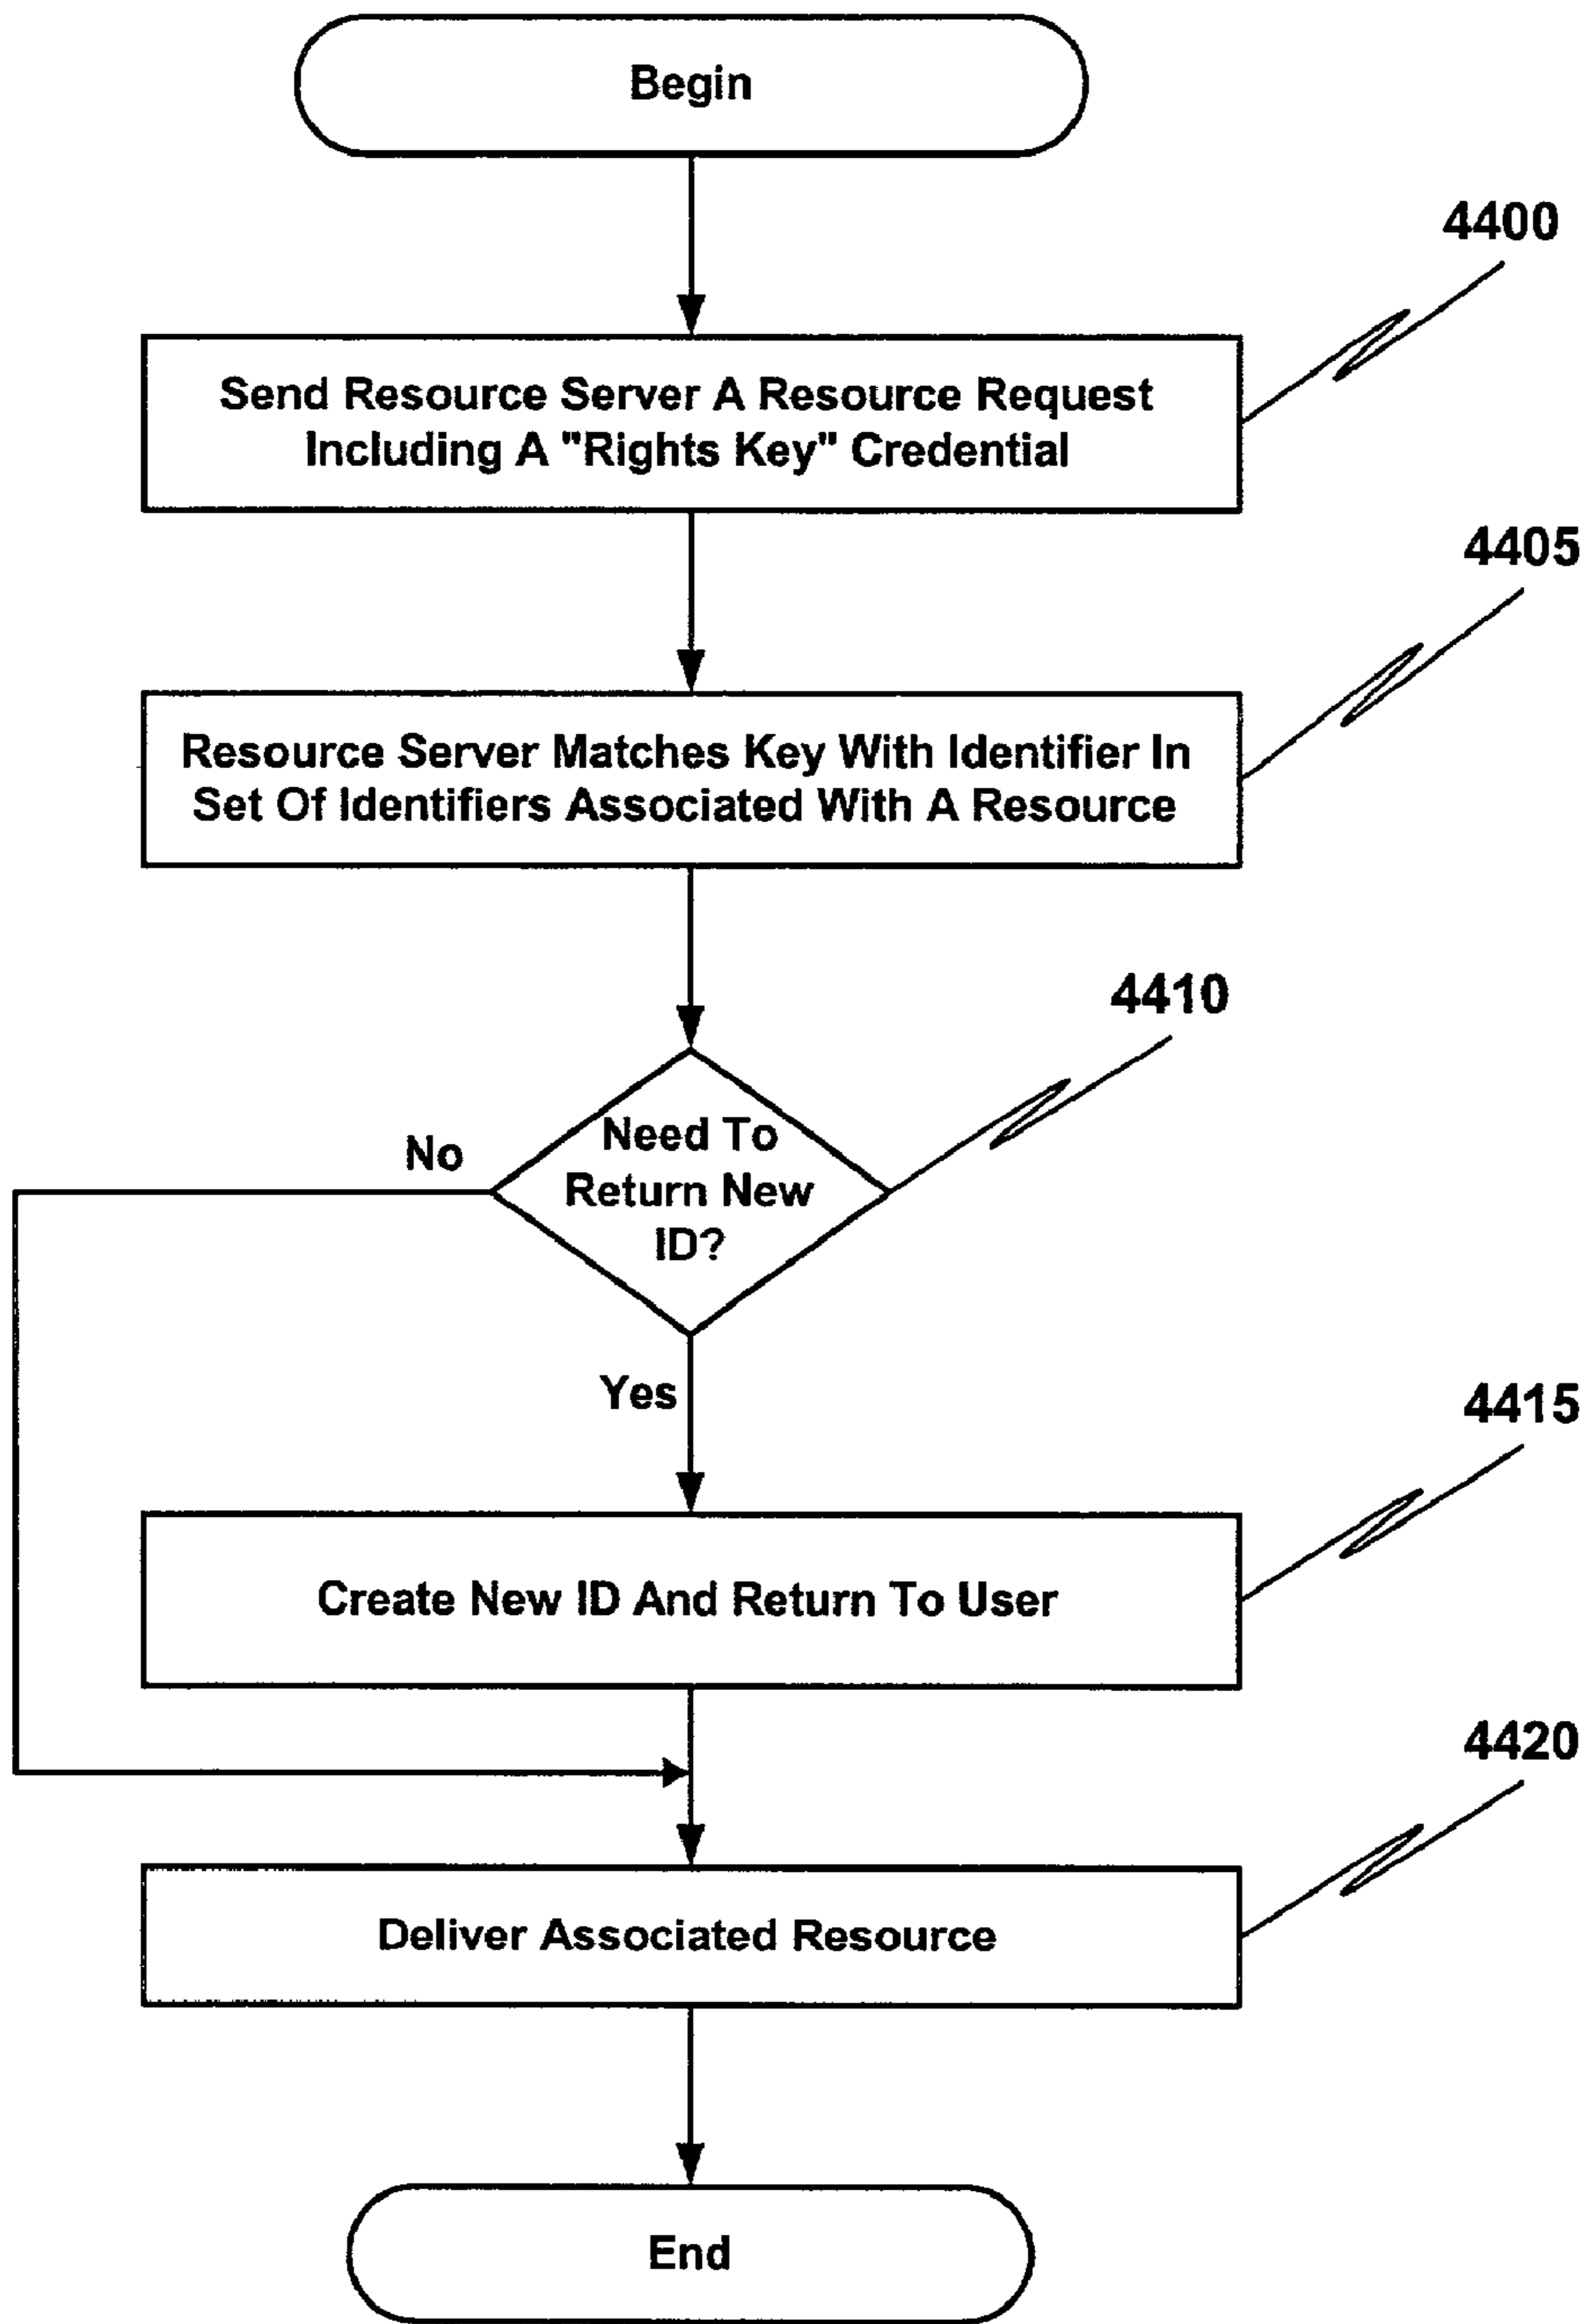 Begin
4400
Send Resource Server A Resource Request
Including A "Rights Key" Credential
4405
Resource Server Matches Key With Identifier In
Set Of Identifiers Associated With A Resource
4410
No
Need To
Return New
ID?
Yes
4415
Create New ID And Return To User
4420
Deliver Associated Resource
End